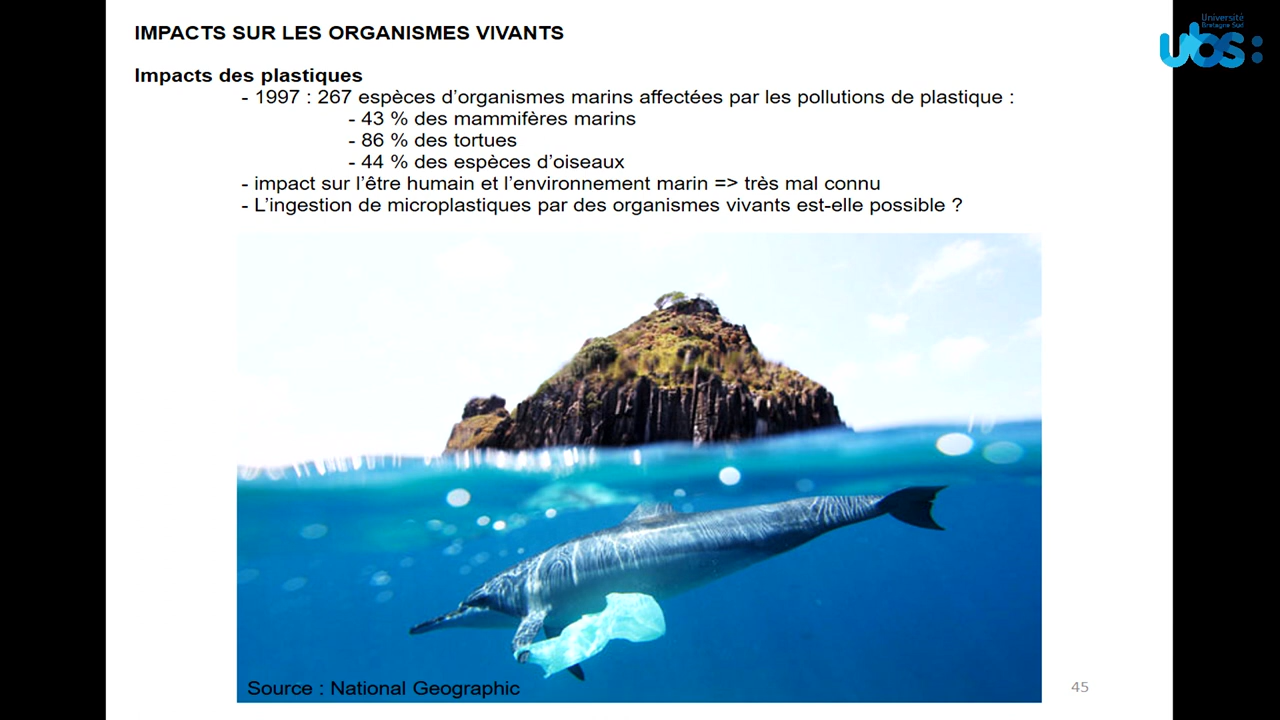 IMPACTS SUR LES ORGANISMES VIVANTS
Université
Bretagne Sud
ubs:
Impacts des plastiques
- 1997 : 267 espèces d’organismes marins affectées par les pollutions de plastique :
- 43 % des mammifères marins
- 86 % des tortues
- 44 % des espèces d’oiseaux
- impact sur l’être humain et l’environnement marin => très mal connu
- L’ingestion de microplastiques par des organismes vivants est-elle possible ?
Source : National Geographic
45